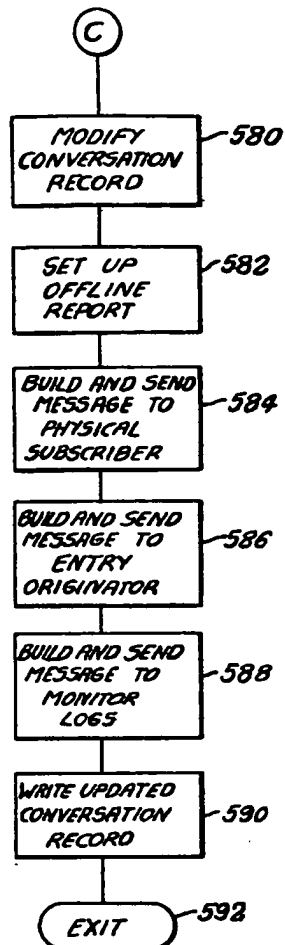 C
MODIFY
CONVERSATION
RECORD
580
SET UP
OFFLINE
REPORT
582
BUILD AND SEND
MESSAGE TO
PHYSICAL
SUBSCRIBER
584
BUILD AND SEND
MESSAGE TO
ENTRY
ORIGINATOR
586
BUILD AND SEND
MESSAGE TO
MONITOR
LOGS
588
WRITE UPDATED
CONVERSATION
RECORD
590
EXIT
592